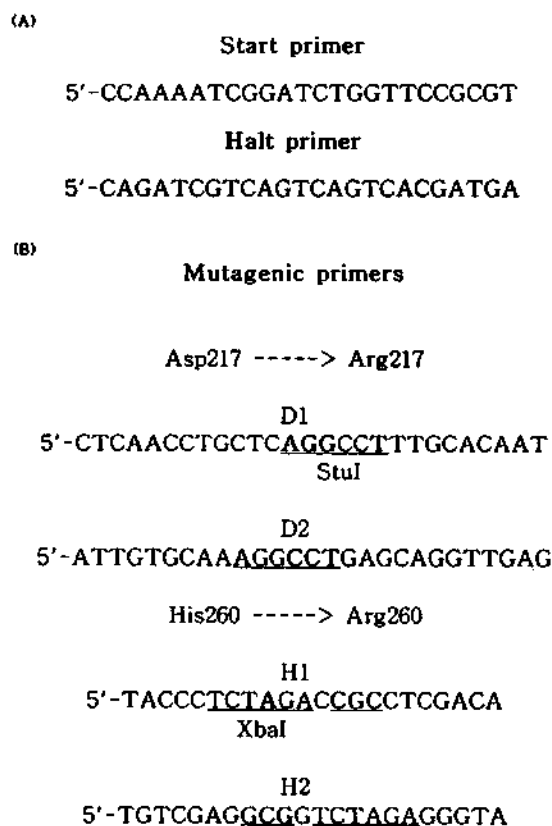 (A)
Start primer
5'-CCAAAATCGGATCTGGTTCCGCGT
Halt primer
5'-CAGATCGTCAGTCAGTCACGATGA
(B)
Mutagenic primers
Asp217 -----> Arg217
D1
5'-CTCAACCTGCTCAGGCCTTTGCACAAT
StuI
D2
5'-ATTGTGCAAAGGCCTGAGCAGGTTGAG
His260 -----> Arg260
H1
5'-TACCCTCTAGACCGCCTCGACA
XbaI
H2
5'-TGTCGAGGCGGTCTAGAGGGTA